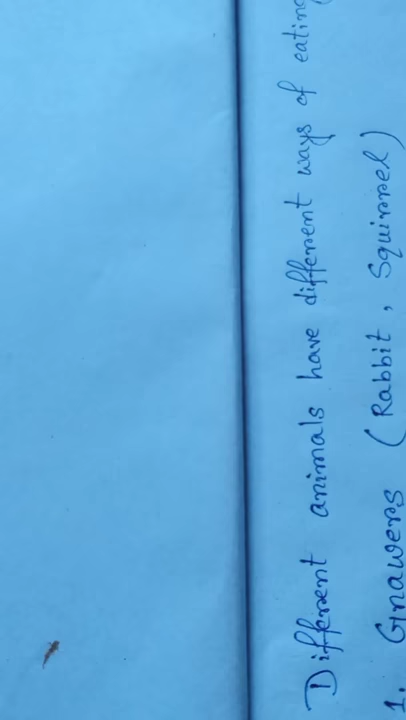 Different animals have different ways of eating
1. Gnawers (Rabbit, Squirrel)